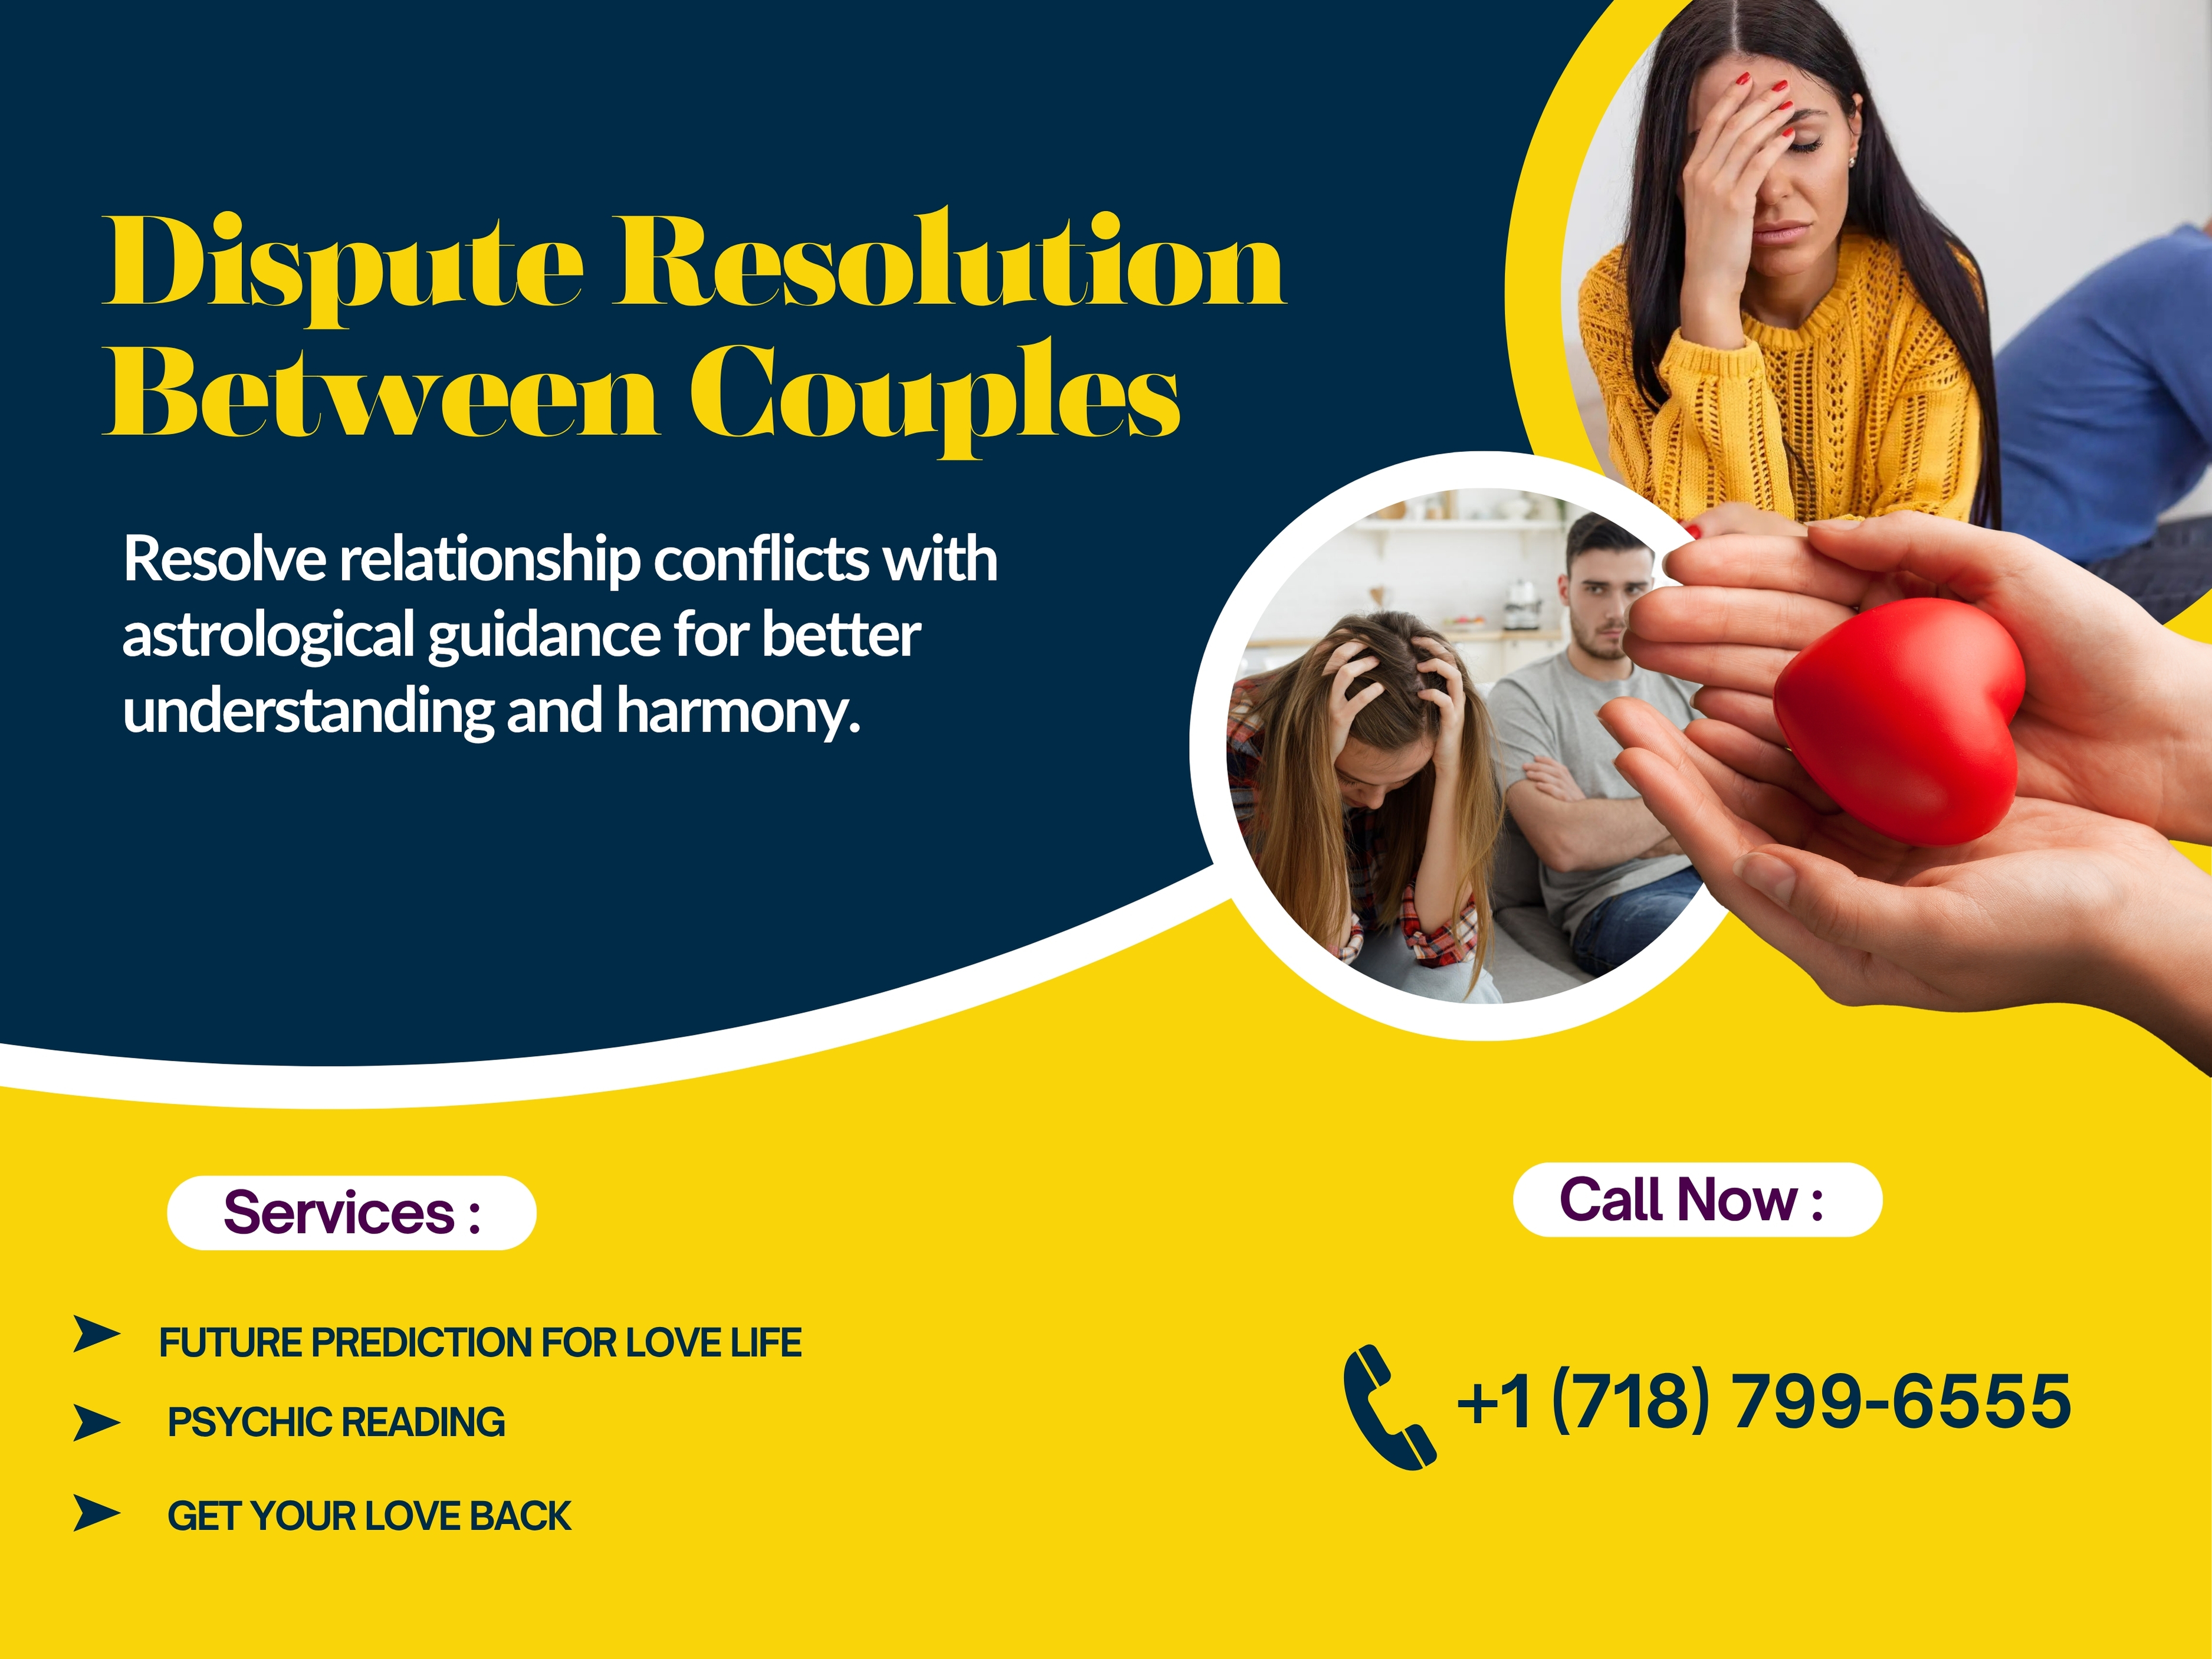 Dispute Resolution
Between Couples
Resolve relationship conflicts with
astrological guidance for better
understanding and harmony.
Services :
FUTURE PREDICTION FOR LOVE LIFE
PSYCHIC READING
GET YOUR LOVE BACK
Call Now :
+1 (718) 799-6555